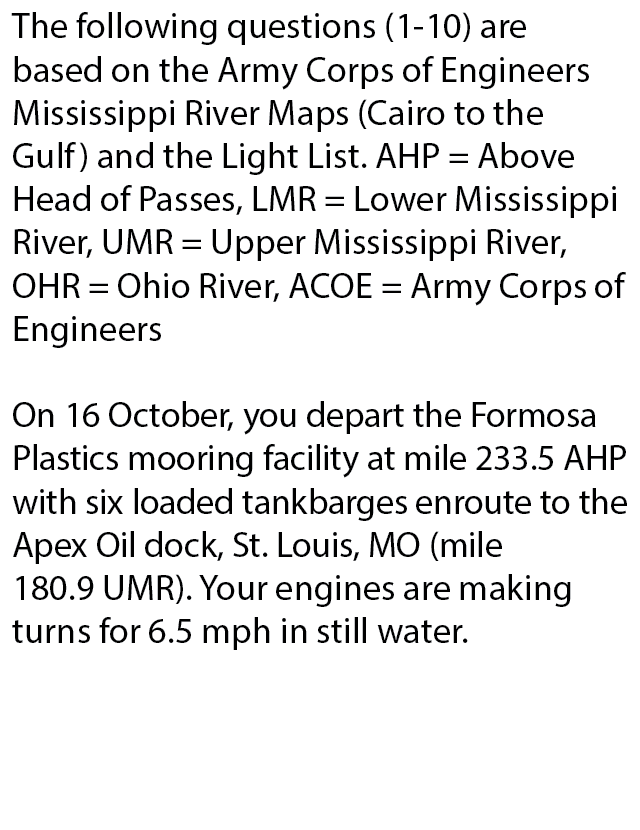 The following questions (1-10) are
based on the Army Corps of Engineers
Mississippi River Maps (Cairo to the
Gulf) and the Light List. AHP = Above
Head of Passes, LMR = Lower Mississippi
River, UMR = Upper Mississippi River,
OHR = Ohio River, ACOE = Army Corps of
Engineers
On 16 October, you depart the Formosa
Plastics mooring facility at mile 233.5 AHP
with six loaded tankbarges enroute to the
Apex Oil dock, St. Louis, MO (mile
180.9 UMR). Your engines are making
turns for 6.5 mph in still water.